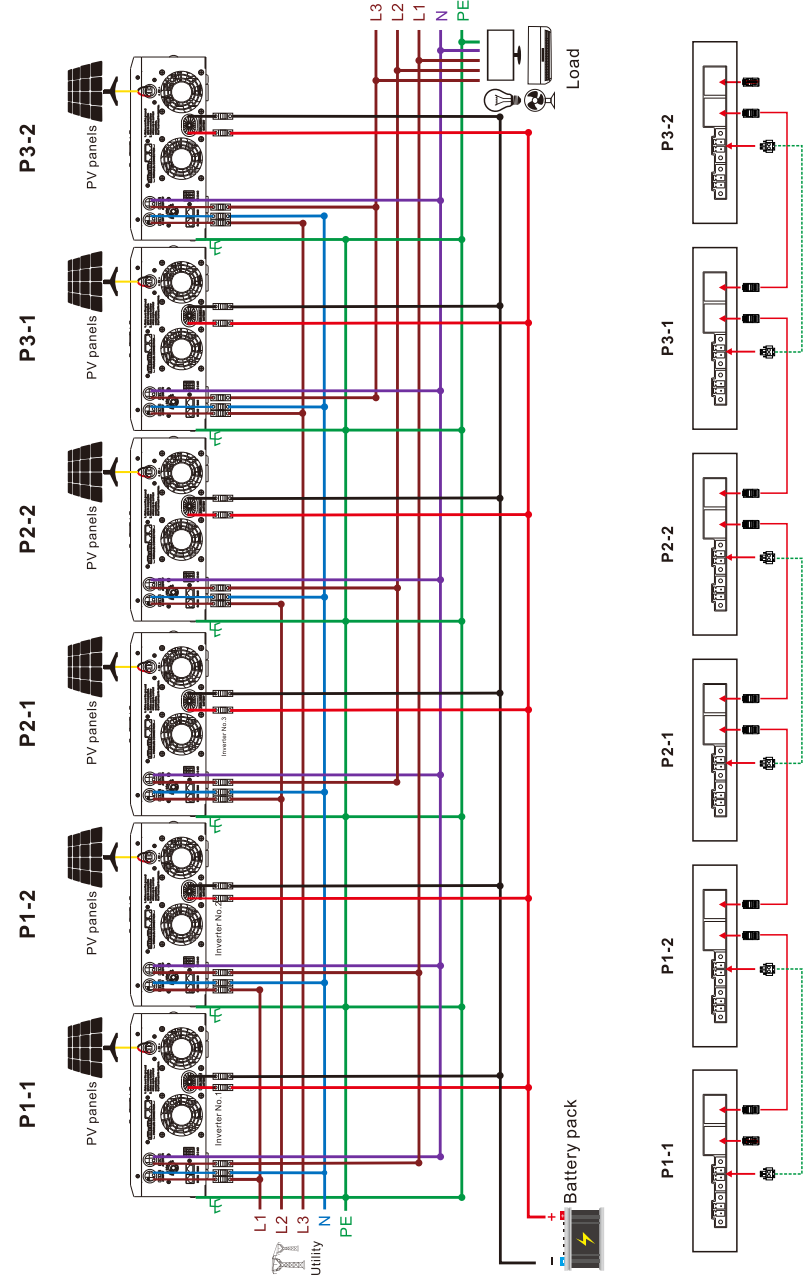 P1-1
P1-2
P2-1
P2-2
P3-1
P3-2
PV panels
PV panels
PV panels
PV panels
PV panels
PV panels
Inverter No.1
Inverter No.2
Inverter No.3
L1
L2
L3
N
PE
Utility
L3
L2
L1
N
PE
Load
+
−
Battery pack
P1-1
P1-2
P2-1
P2-2
P3-1
P3-2